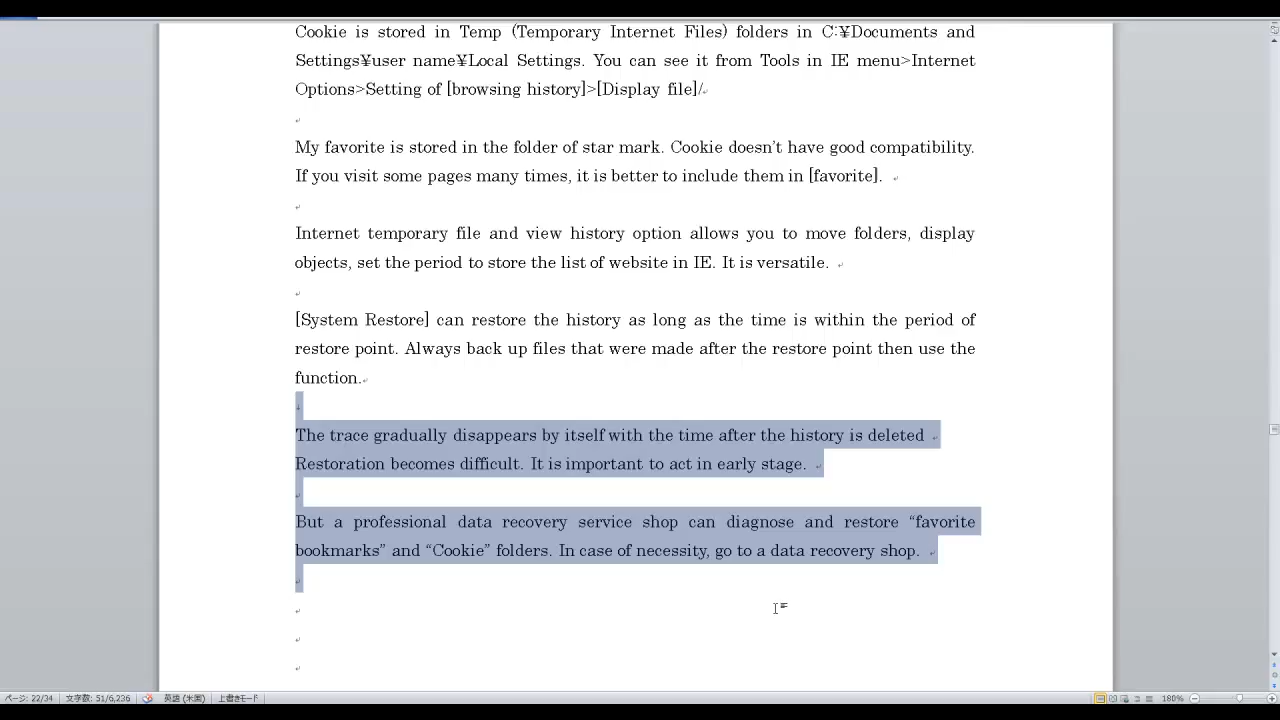 Cookie is stored in Temp (Temporary Internet Files) folders in C:¥Documents and
Settings¥user name¥Local Settings. You can see it from Tools in IE menu>Internet
Options>Setting of [browsing history]>[Display file]/
My favorite is stored in the folder of star mark. Cookie doesn’t have good compatibility.
If you visit some pages many times, it is better to include them in [favorite].
Internet temporary file and view history option allows you to move folders, display
objects, set the period to store the list of website in IE. It is versatile.
[System Restore] can restore the history as long as the time is within the period of
restore point. Always back up files that were made after the restore point then use the
function.
The trace gradually disappears by itself with the time after the history is deleted
Restoration becomes difficult. It is important to act in early stage.
But a professional data recovery service shop can diagnose and restore “favorite
bookmarks” and “Cookie” folders. In case of necessity, go to a data recovery shop.
ページ: 22/34 文字数: 51/6,236 英語 (米国) 上書きモード 180%